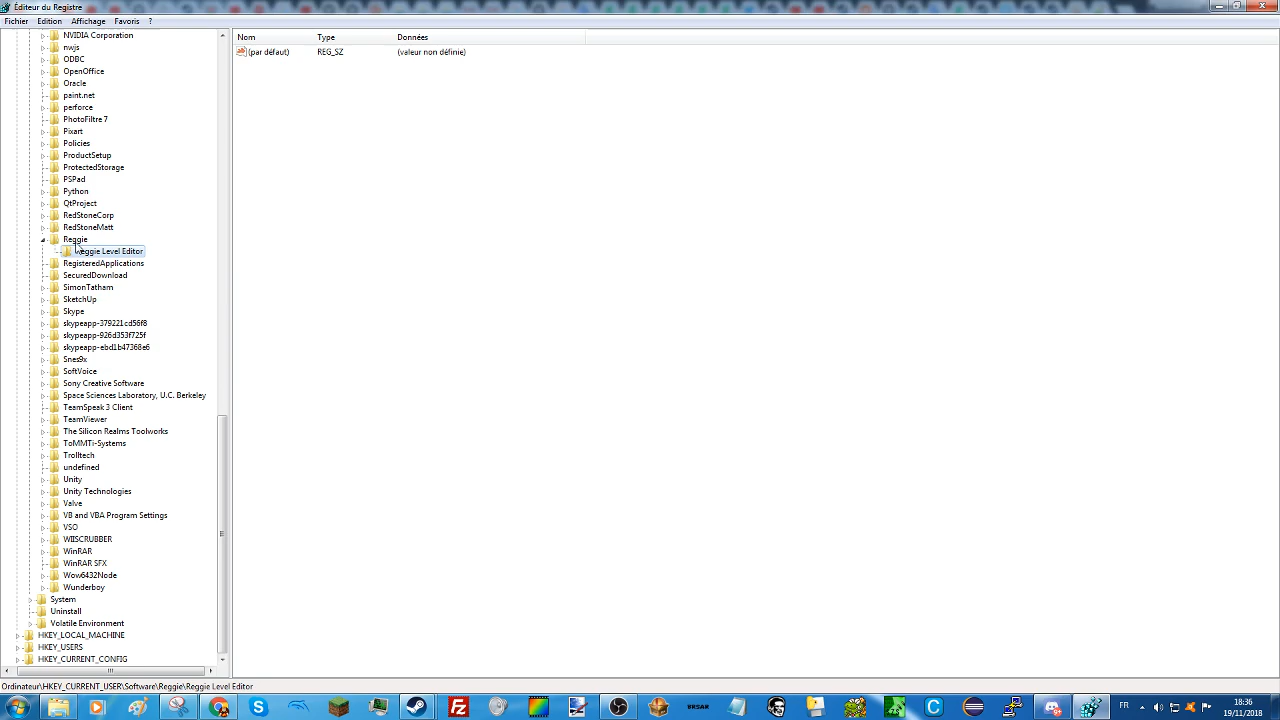 Éditeur du Registre
Fichier Edition Affichage Favoris ?
NVIDIA Corporation
nwjs
ODBC
OpenOffice
Oracle
paint.net
perforce
PhotoFiltre 7
Pixart
Policies
ProductSetup
ProtectedStorage
PSPad
Python
QtProject
RedStoneCorp
RedStoneMatt
Reggie
Reggie Level Editor
RegisteredApplications
SecuredDownload
SimonTatham
SketchUp
Skype
skypeapp-379221cd56f8
skypeapp-926d353f725f
skypeapp-ebd1b47368e6
Snes9x
SoftVoice
Sony Creative Software
Space Sciences Laboratory, U.C. Berkeley
TeamSpeak 3 Client
TeamViewer
The Silicon Realms Toolworks
ToMMTi-Systems
Trolltech
undefined
Unity
Unity Technologies
Valve
VB and VBA Program Settings
VSO
WIISCRUBBER
WinRAR
WinRAR SFX
Wow6432Node
Wunderboy
System
Uninstall
Volatile Environment
HKEY_LOCAL_MACHINE
HKEY_USERS
HKEY_CURRENT_CONFIG
Nom Type Données
(par défaut) REG_SZ (valeur non définie)
Ordinateur\HKEY_CURRENT_USER\Software\Reggie\Reggie Level Editor
BRSAR
FR
18:36
19/11/2018